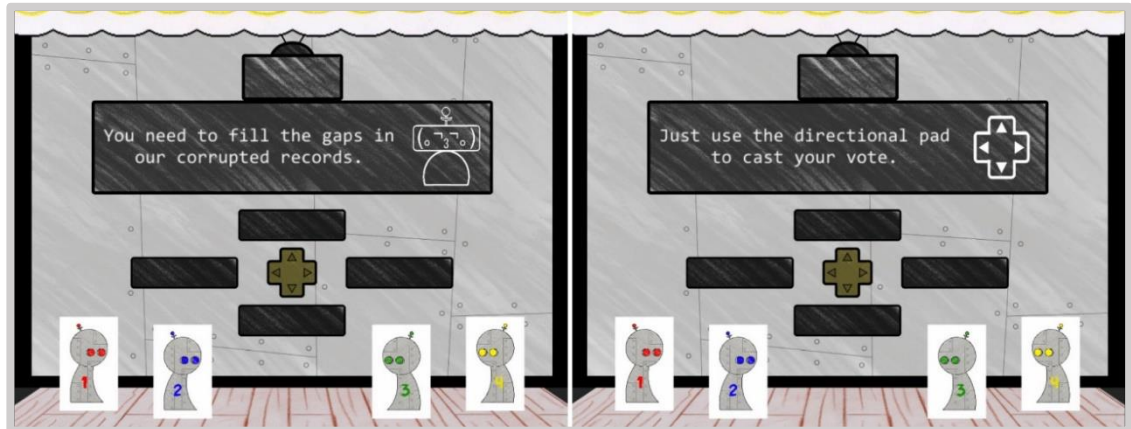 You need to fill the gaps in
our corrupted records.
1
2
3
4
Just use the directional pad
to cast your vote.
1
2
3
4